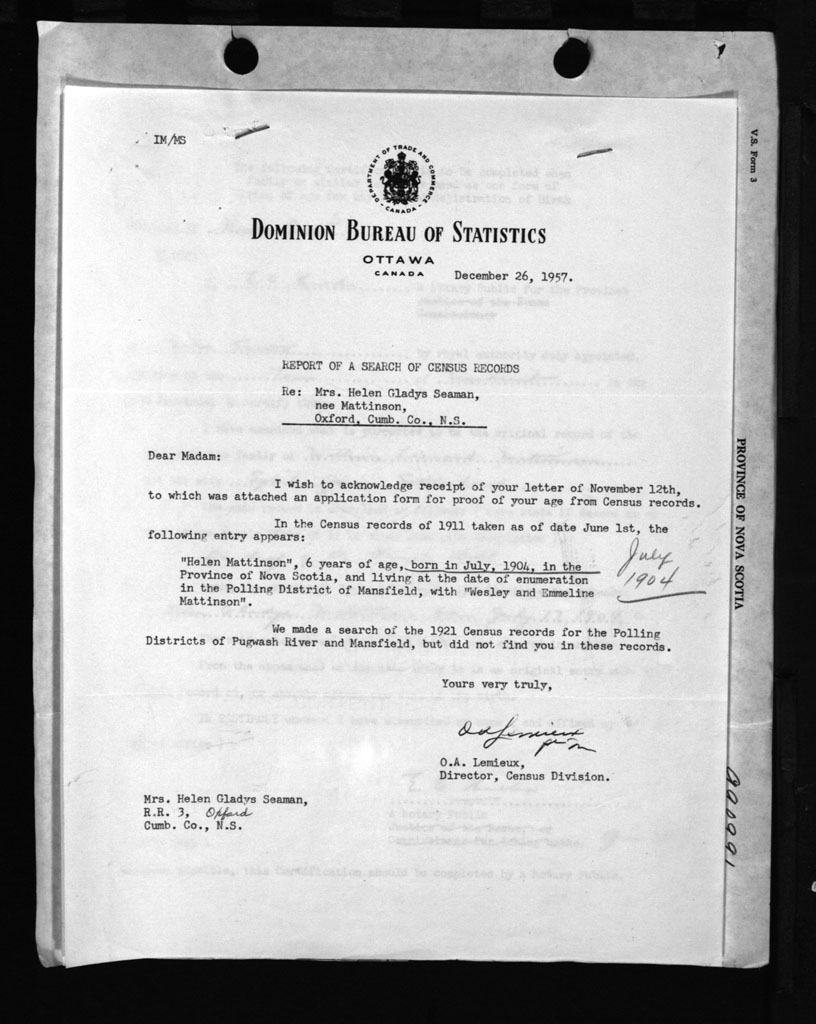 V.S. Form 3
IM/MS
DEPARTMENT OF TRADE AND COMMERCE
CANADA
DOMINION BUREAU OF STATISTICS
OTTAWA
CANADA
December 26, 1957.
REPORT OF A SEARCH OF CENSUS RECORDS
Re: Mrs. Helen Gladys Seaman,
nee Mattinson,
Oxford, Cumb. Co., N.S.
Dear Madam:
I wish to acknowledge receipt of your letter of November 12th,
to which was attached an application form for proof of your age from Census records.
In the Census records of 1911 taken as of date June 1st, the
following entry appears:
"Helen Mattinson", 6 years of age, born in July, 1904, in the
Province of Nova Scotia, and living at the date of enumeration
in the Polling District of Mansfield, with "Wesley and Emmeline
Mattinson".
July
1904
We made a search of the 1921 Census records for the Polling
Districts of Pugwash River and Mansfield, but did not find you in these records.
Yours very truly,
O.A. Lemieux,
Director, Census Division.
Mrs. Helen Gladys Seaman,
R.R. 3, Oxford
Cumb. Co., N.S.
PROVINCE OF NOVA SCOTIA